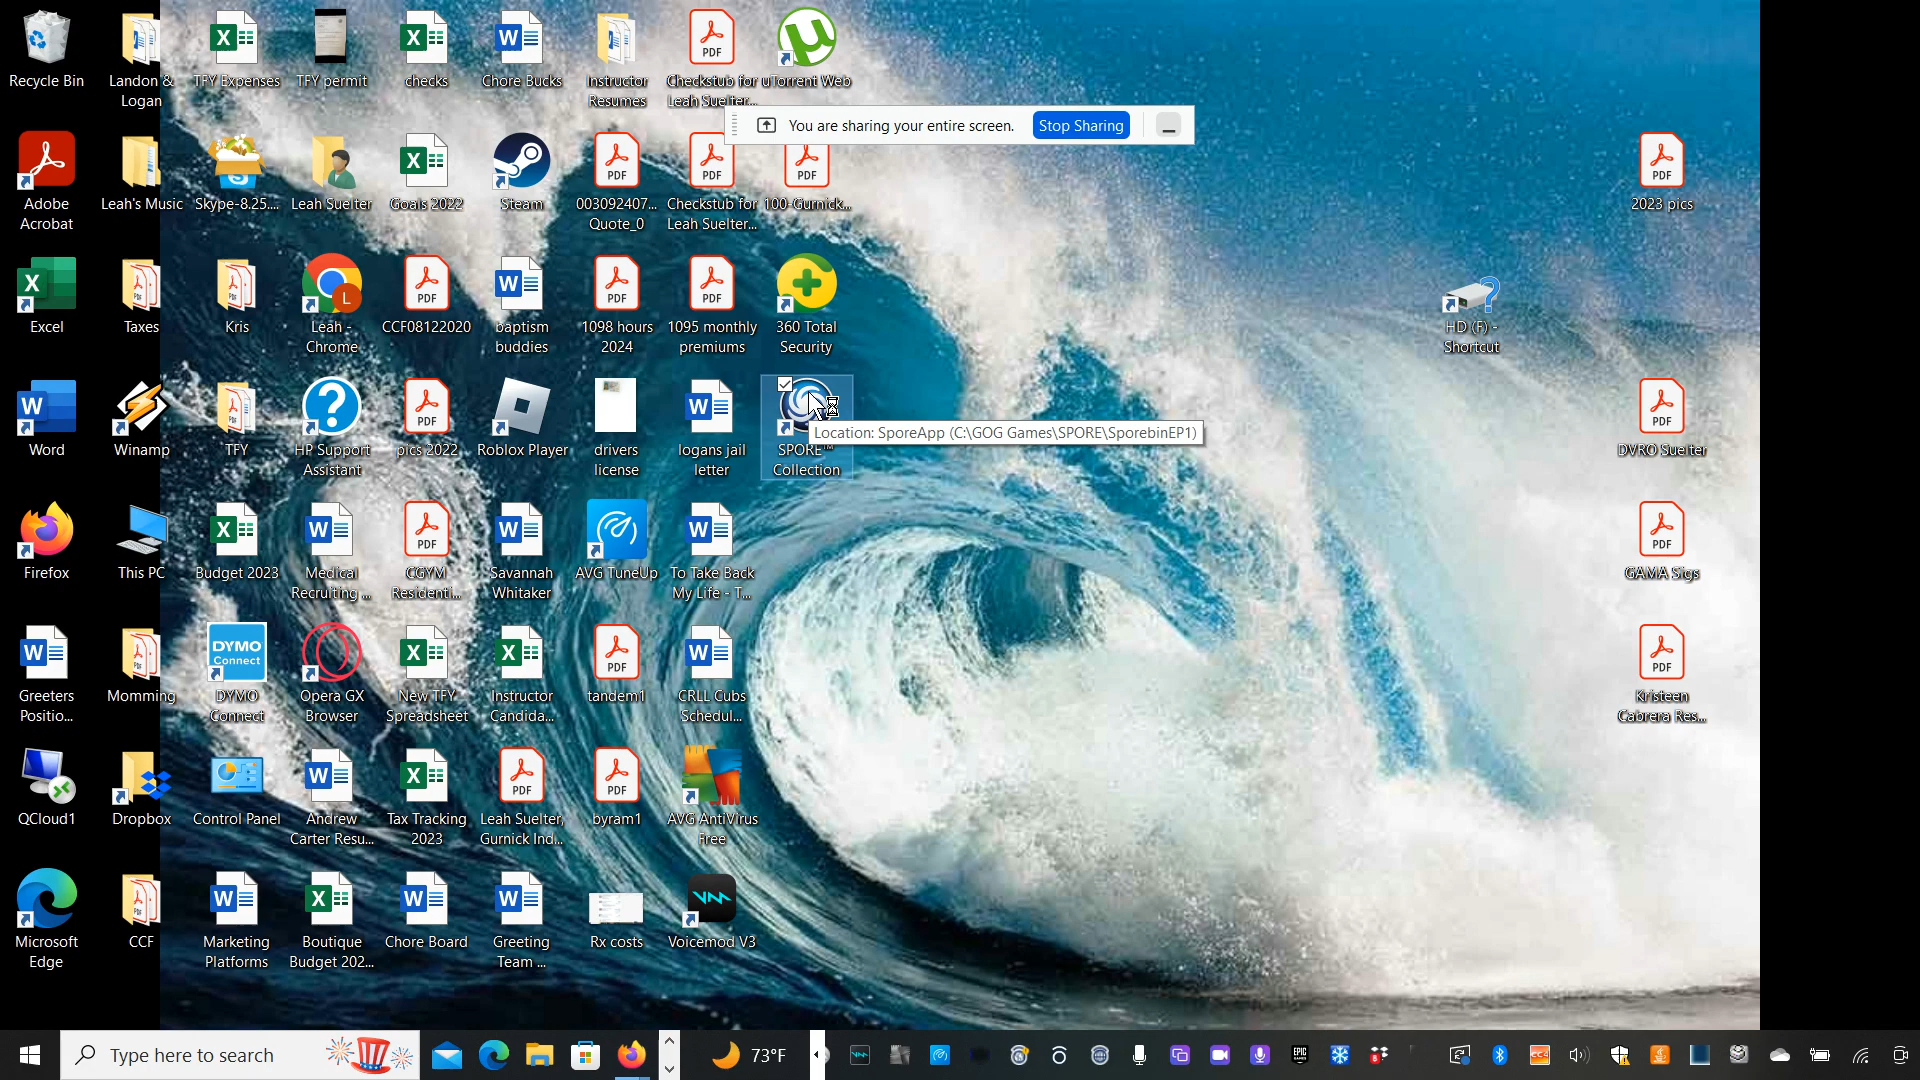 Recycle Bin
Landon &
Logan
TFY Expenses
TFY permit
checks
Chore Bucks
Instructor
Resumes
Checkstub for
Leah Suelter...
uTorrent Web
You are sharing your entire screen.
Stop Sharing
Adobe
Acrobat
Leah's Music
Skype-8.25....
Leah Suelter
Goals 2022
Steam
003092407...
Quote_0
Checkstub for
Leah Suelter...
100-Gurnick...
2023 pics
Excel
Taxes
Kris
Leah -
Chrome
CCF08122020
baptism
buddies
1098 hours
2024
1095 monthly
premiums
360 Total
Security
HD (F) -
Shortcut
Word
Winamp
TFY
HP Support
Assistant
pics 2022
Roblox Player
drivers
license
logans jail
letter
SPORE™
Collection
Location: SporeApp (C:\GOG Games\SPORE\SporebinEP1)
DVRO Suelter
Firefox
This PC
Budget 2023
Medical
Recruiting ...
CGYM
Residenti...
Savannah
Whitaker
AVG TuneUp
To Take Back
My Life - T...
GAMA Sigs
Greeters
Positio...
Momming
DYMO
Connect
DYMO
Connect
Opera GX
Browser
New TFY
Spreadsheet
Instructor
Candida...
tandem1
CRLL Cubs
Schedul...
Kristeen
Cabrera Res...
QCloud1
Dropbox
Control Panel
Andrew
Carter Resu...
Tax Tracking
2023
Leah Suelter,
Gurnick Ind...
byram1
AVG AntiVirus
Free
Microsoft
Edge
CCF
Marketing
Platforms
Boutique
Budget 202...
Chore Board
Greeting
Team ...
Rx costs
Voicemod V3
Type here to search
73°F